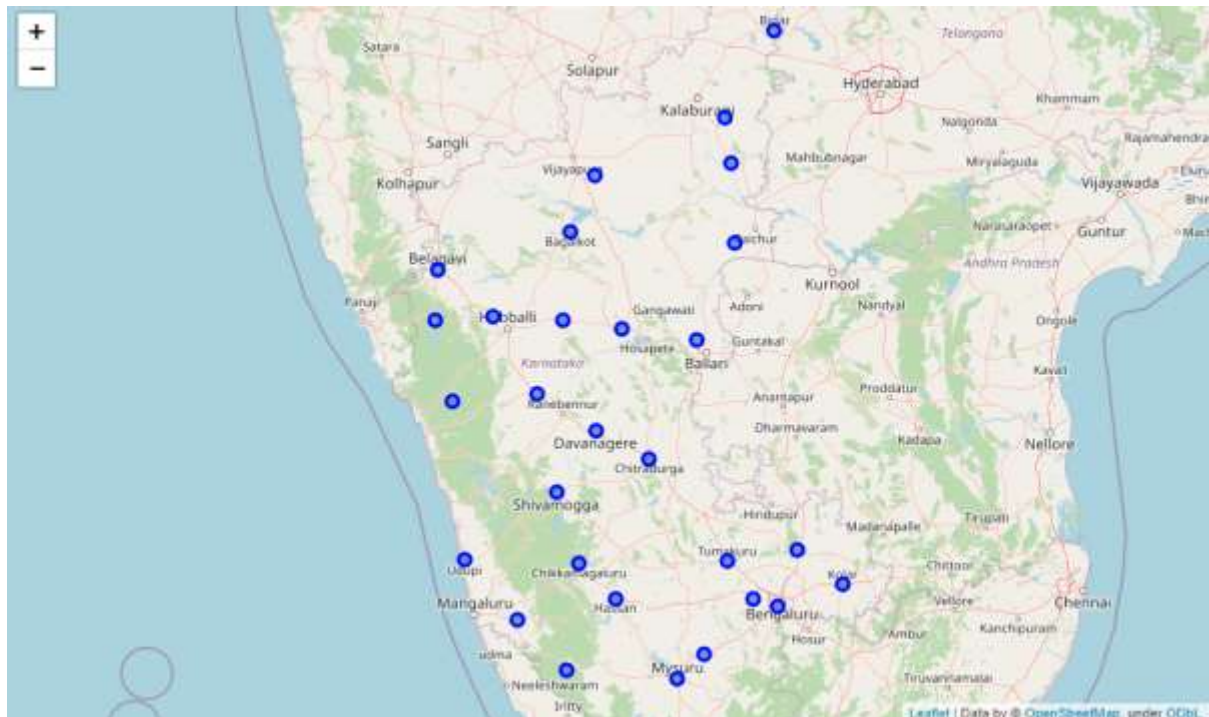 +
−
Bidar
Satara
Telangana
Solapur
Hyderabad
Khammam
Kalaburagi
Nalgonda
Sangli
Rajamahendra
Vijayapura
Mahbubnagar
Miryalaguda
Kolhapur
Vijayawada
Narasaraopet
Bagalkot
Raichur
Guntur
Belagavi
Andhra Pradesh
Kurnool
Panaji
Gangawati
Adoni
Nandyal
Hubballi
Ongole
Hosapete
Guntakal
Karnataka
Ballari
Kavali
Proddatur
Ranebennur
Anantapur
Dharmavaram
Davanagere
Kadapa
Nellore
Chitradurga
Shivamogga
Hindupur
Tirupati
Madanapalle
Tumakuru
Udupi
Chikkamagaluru
Kolar
Chittoor
Mangaluru
Hassan
Bengaluru
Vellore
Chennai
Hosur
Ambur
Kanchipuram
udma
Mysuru
Neeleshwaram
Tiruvannamalai
Iritty
Leaflet | Data by © OpenStreetMap, under ODbL.